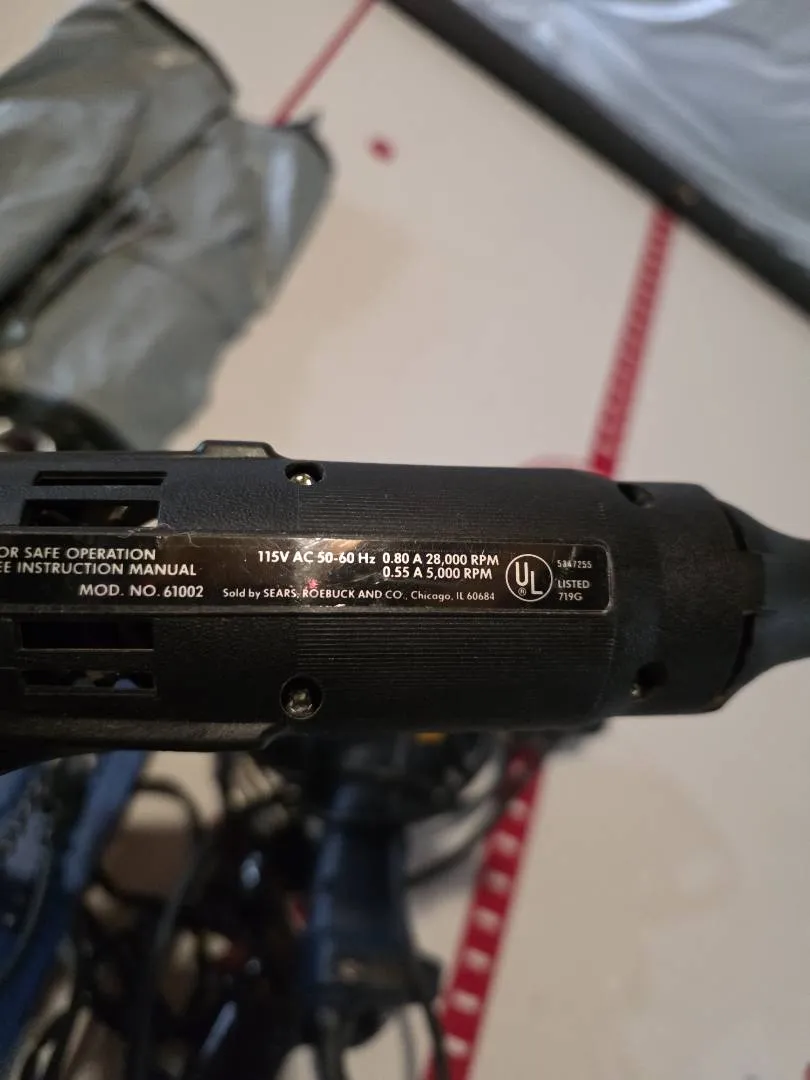 OR SAFE OPERATION
EE INSTRUCTION MANUAL
MOD. NO. 61002
115V AC 50-60 Hz 0.80 A 28,000 RPM
0.55 A 5,000 RPM
Sold by SEARS, ROEBUCK AND CO., Chicago, IL 60684
UL
®
5347255
LISTED
719G